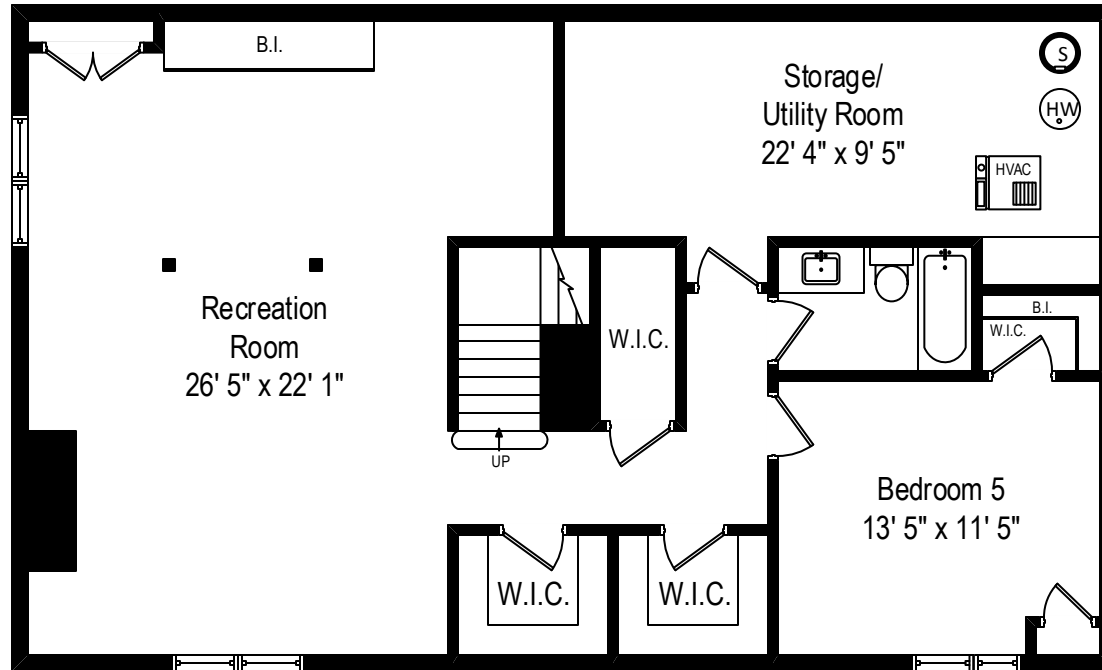 B.I.
Storage/
Utility Room
22' 4" x 9' 5"
S
HW
HVAC
Recreation
Room
26' 5" x 22' 1"
W.I.C.
B.I.
W.I.C.
UP
Bedroom 5
13' 5" x 11' 5"
W.I.C.
W.I.C.